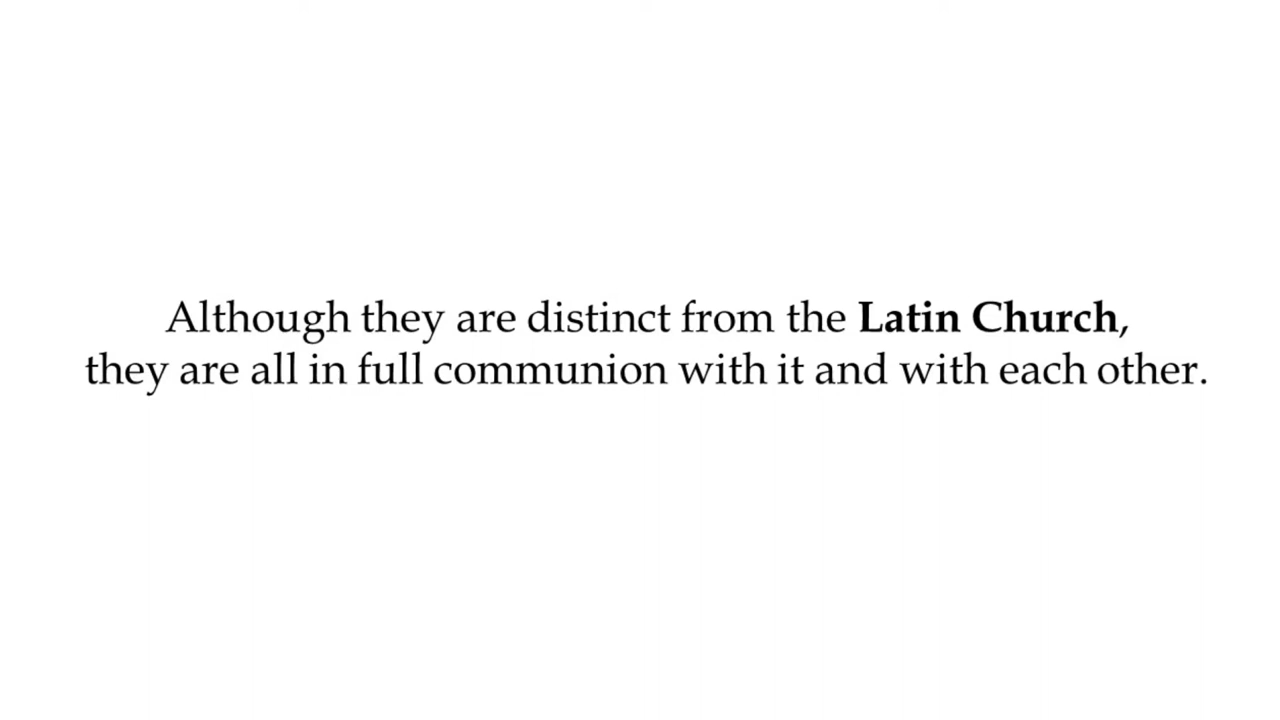 Although they are distinct from the Latin Church,
they are all in full communion with it and with each other.